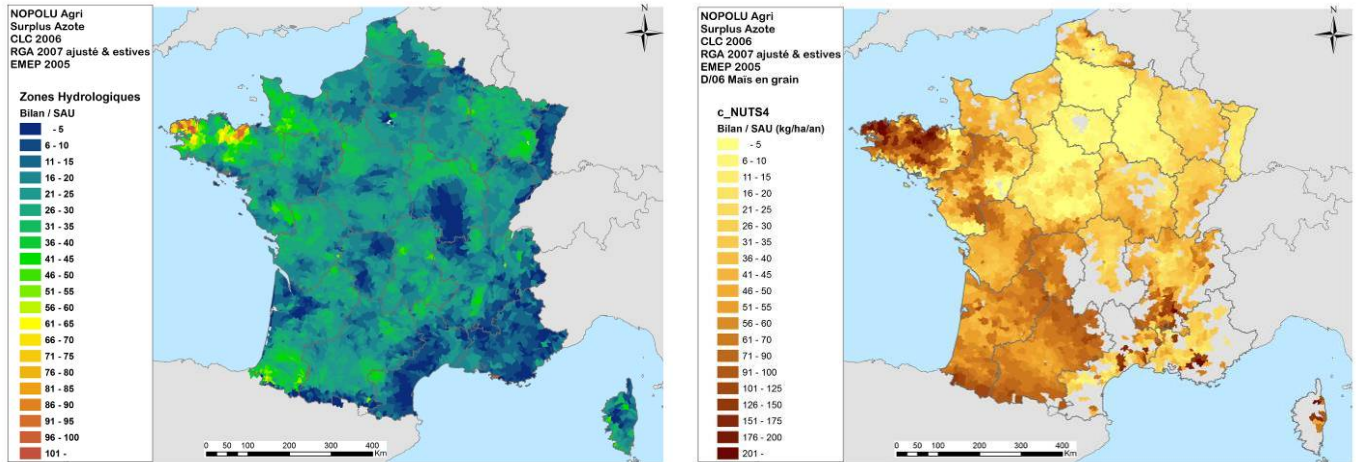 NOPOLU Agri
Surplus Azote
CLC 2006
RGA 2007 ajusté & estives
EMEP 2005
Zones Hydrologiques
Bilan / SAU
- 5
6 - 10
11 - 15
16 - 20
21 - 25
26 - 30
31 - 35
36 - 40
41 - 45
46 - 50
51 - 55
56 - 60
61 - 65
66 - 70
71 - 75
76 - 80
81 - 85
86 - 90
91 - 95
96 - 100
101 -
N
0 50 100 200 300 400
Km
NOPOLU Agri
Surplus Azote
CLC 2006
RGA 2007 ajusté & estives
EMEP 2005
D/06 Maïs en grain
c_NUTS4
Bilan / SAU (kg/ha/an)
- 5
6 - 10
11 - 15
16 - 20
21 - 25
26 - 30
31 - 35
36 - 40
41 - 45
46 - 50
51 - 55
56 - 60
61 - 70
71 - 90
91 - 100
101 - 125
126 - 150
151 - 175
176 - 200
201 -
N
0 50 100 200 300 400
Km